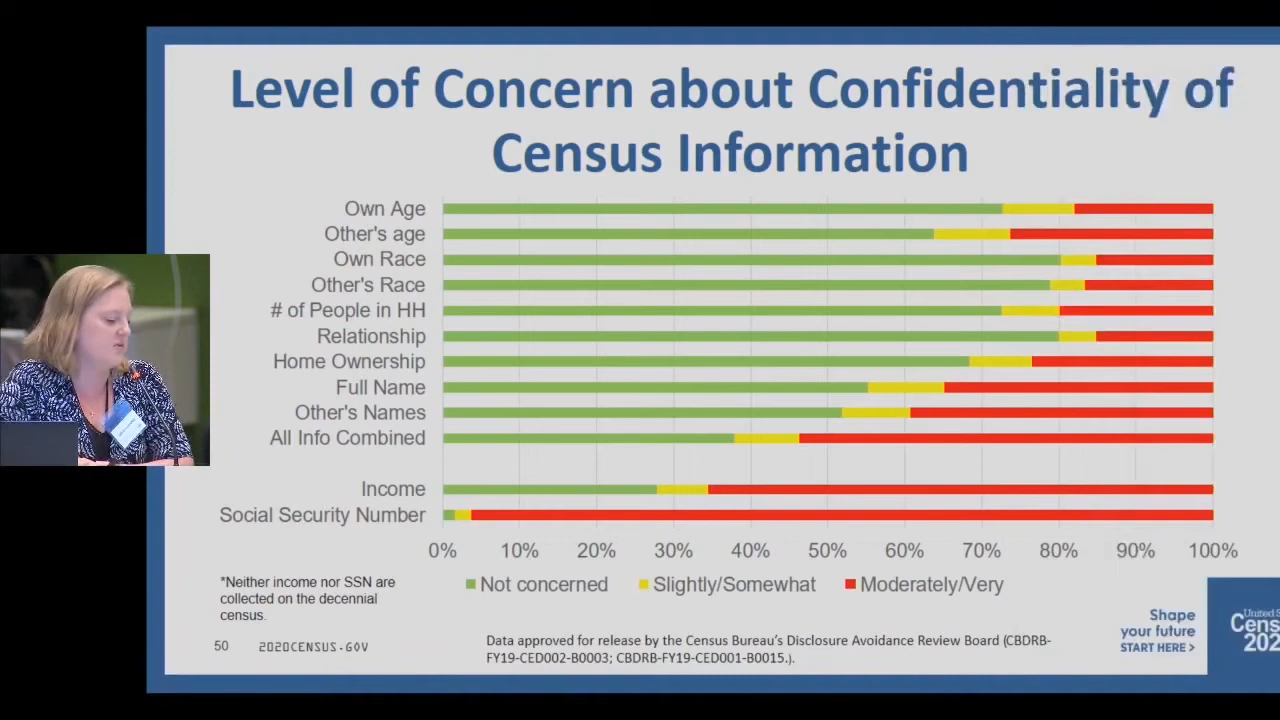 Level of Concern about Confidentiality of
Census Information
Own Age
Other's age
Own Race
Other's Race
# of People in HH
Relationship
Home Ownership
Full Name
Other's Names
All Info Combined
Income
Social Security Number
0% 10% 20% 30% 40% 50% 60% 70% 80% 90% 100%
Not concerned Slightly/Somewhat Moderately/Very
*Neither income nor SSN are
collected on the decennial
census.
50 2020CENSUS.GOV
Data approved for release by the Census Bureau's Disclosure Avoidance Review Board (CBDRB-
FY19-CED002-B0003; CBDRB-FY19-CED001-B0015.).
Shape
your future
START HERE >
United S
Cens
202